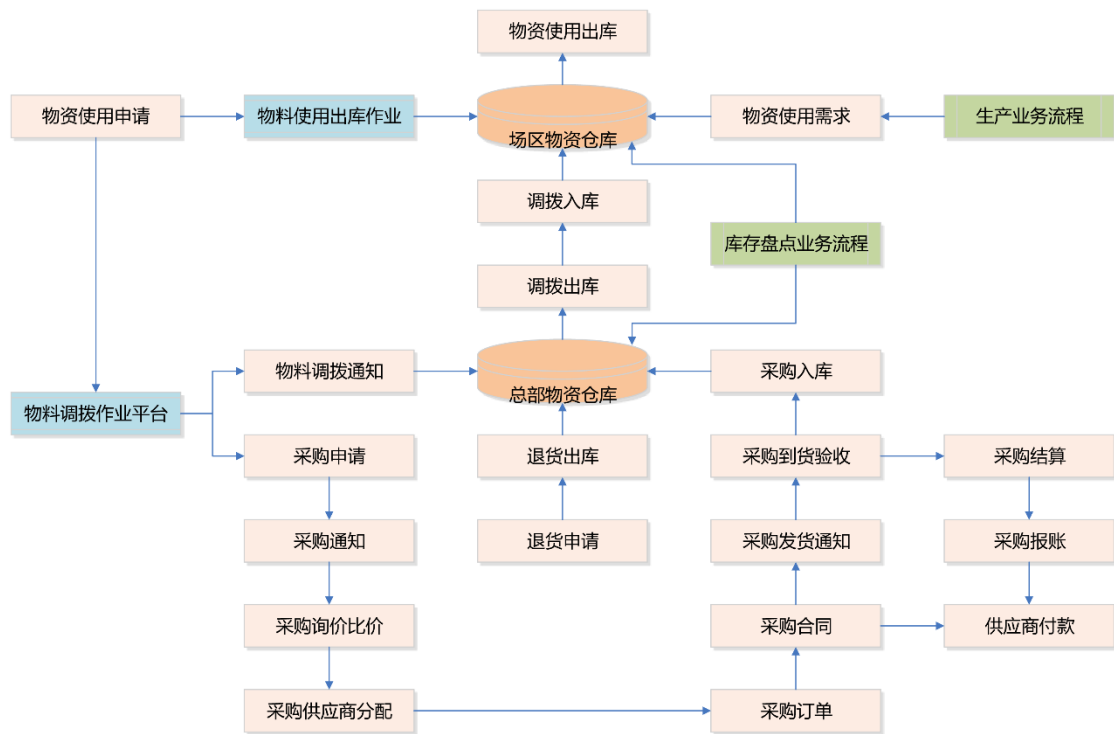 物资使用出库
物资使用申请
物料使用出库作业
场区物资仓库
物资使用需求
生产业务流程
调拨入库
库存盘点业务流程
调拨出库
物料调拨通知
总部物资仓库
采购入库
物料调拨作业平台
采购申请
退货出库
采购到货验收
采购结算
采购通知
退货申请
采购发货通知
采购报账
采购询价比价
采购合同
供应商付款
采购供应商分配
采购订单